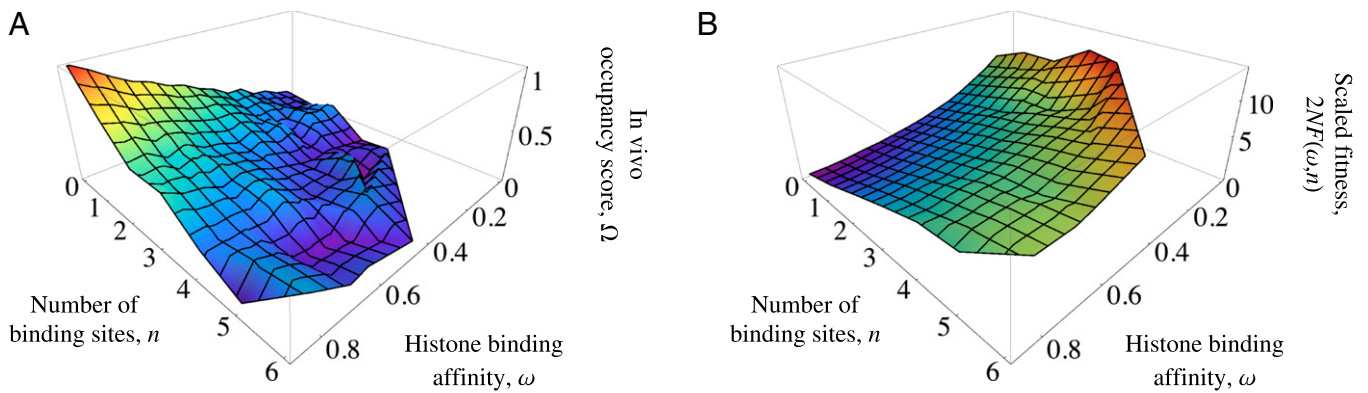 A
1
0.5
0
0.2
0.4
0.6
0.8
0
1
2
3
4
5
6
In vivo
occupancy score, Ω
Number of
binding sites, n
Histone binding
affinity, ω
B
10
5
0
0.2
0.4
0.6
0.8
0
1
2
3
4
5
6
Scaled fitness,
2NF(ω,n)
Number of
binding sites, n
Histone binding
affinity, ω